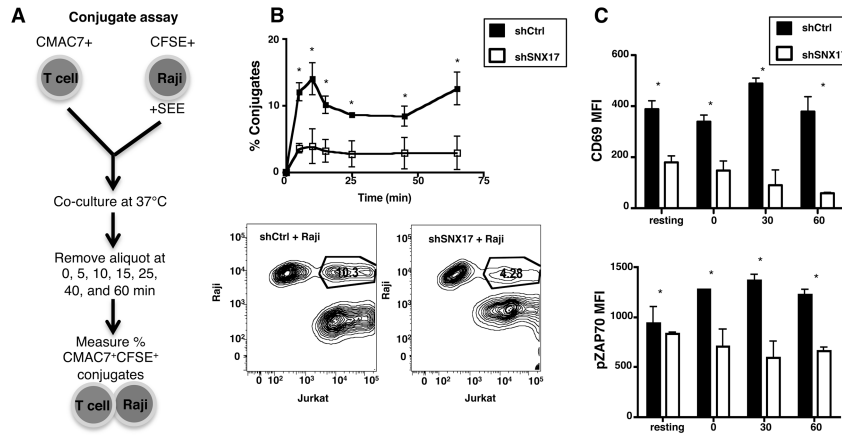 A
Conjugate assay
CMAC7+
CFSE+
T cell
Raji
+SEE
Co-culture at 37°C
Remove aliquot at
0, 5, 10, 15, 25,
40, and 60 min
Measure %
CMAC7⁺CFSE⁺
conjugates
T cell
Raji
B
shCtrl
shSNX17
% Conjugates
20
10
0
0
25
50
75
Time (min)
*
*
*
*
*
*
shCtrl + Raji
10.3
Raji
10⁵
10⁴
10³
10²
0
0 10² 10³ 10⁴ 10⁵
Jurkat
shSNX17 + Raji
4.28
Raji
10⁵
10⁴
10³
10²
0
0 10² 10³ 10⁴ 10⁵
Jurkat
C
shCtrl
shSNX17
CD69 MFI
600
400
200
0
*
*
*
*
resting 0 30 60
pZAP70 MFI
1500
1000
500
0
*
*
*
*
resting 0 30 60